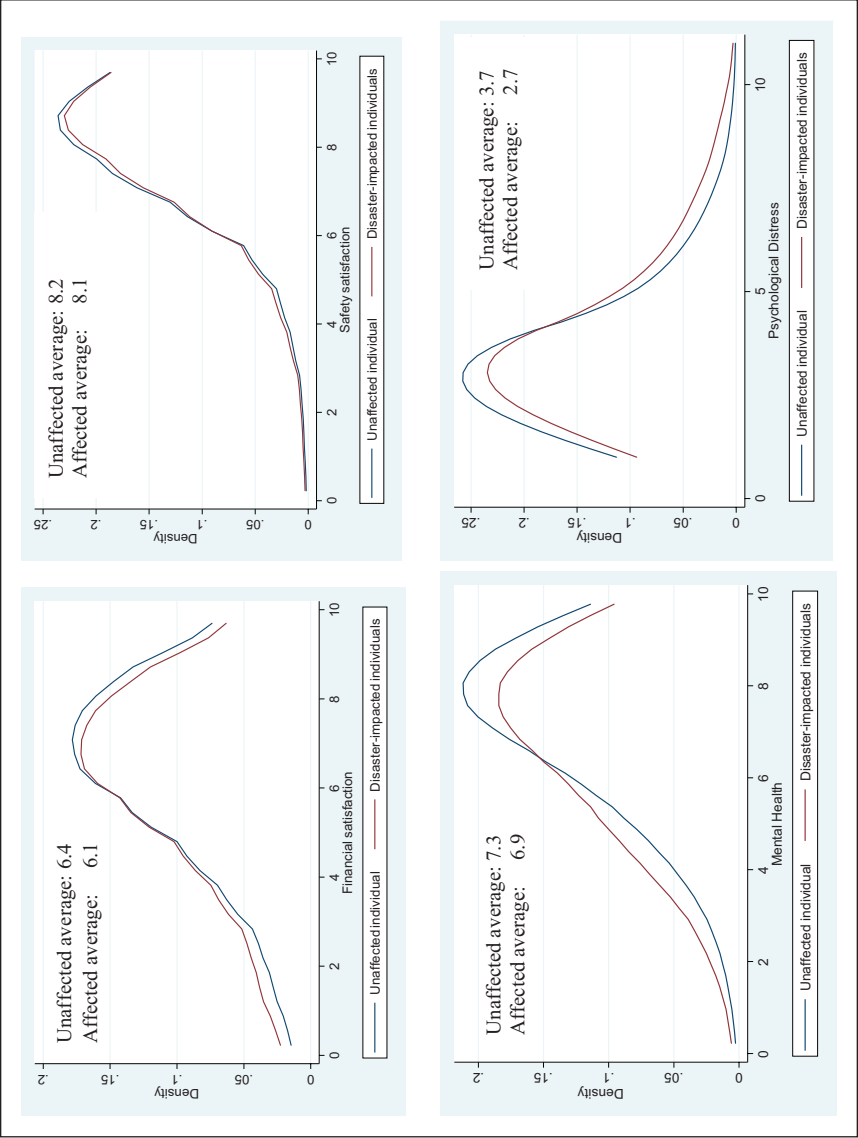 Unaffected average: 6.4
Affected average: 6.1
Density
.2
.15
.1
.05
0
0 2 4 6 8 10
Financial satisfaction
Unaffected individual Disaster-impacted individuals
Unaffected average: 8.2
Affected average: 8.1
Density
.25
.2
.15
.1
.05
0
0 2 4 6 8 10
Safety satisfaction
Unaffected individual Disaster-impacted individuals
Unaffected average: 7.3
Affected average: 6.9
Density
.2
.15
.1
.05
0
0 2 4 6 8 10
Mental Health
Unaffected individual Disaster-impacted individuals
Unaffected average: 3.7
Affected average: 2.7
Density
.25
.2
.15
.1
.05
0
0 5 10
Psychological Distress
Unaffected individual Disaster-impacted individuals